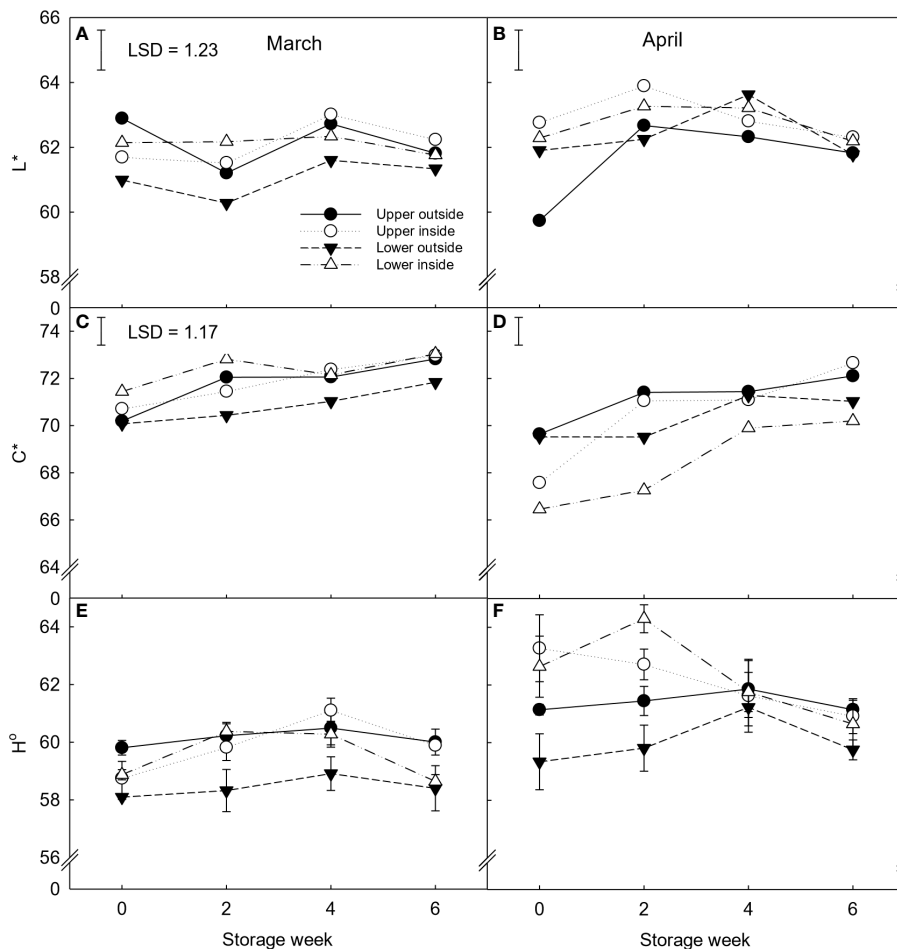 A
March
LSD = 1.23
66
64
62
60
58
0
L*
Upper outside
Upper inside
Lower outside
Lower inside
B
April
C
LSD = 1.17
74
72
70
68
66
64
0
C*
D
E
64
62
60
58
56
0
H°
F
0 2 4 6
Storage week
0 2 4 6
Storage week